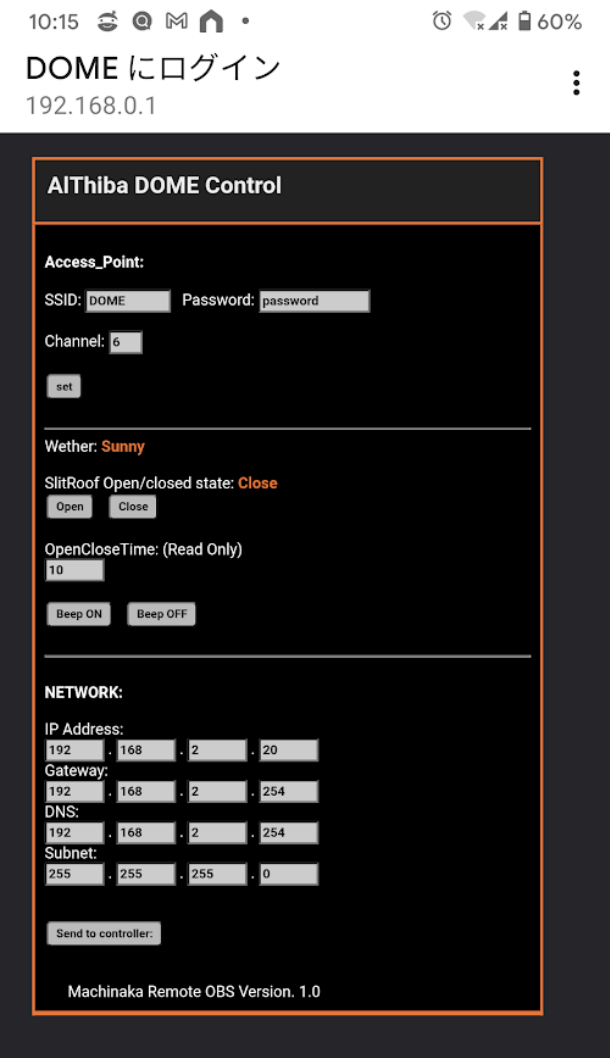 10:15 60%
DOME にログイン
192.168.0.1
AlThiba DOME Control
Access_Point:
SSID: DOME Password: password
Channel: 6
set
Wether: Sunny
SlitRoof Open/closed state: Close
Open Close
OpenCloseTime: (Read Only)
10
Beep ON Beep OFF
NETWORK:
IP Address:
192 . 168 . 2 . 20
Gateway:
192 . 168 . 2 . 254
DNS:
192 . 168 . 2 . 254
Subnet:
255 . 255 . 255 . 0
Send to controller:
Machinaka Remote OBS Version. 1.0